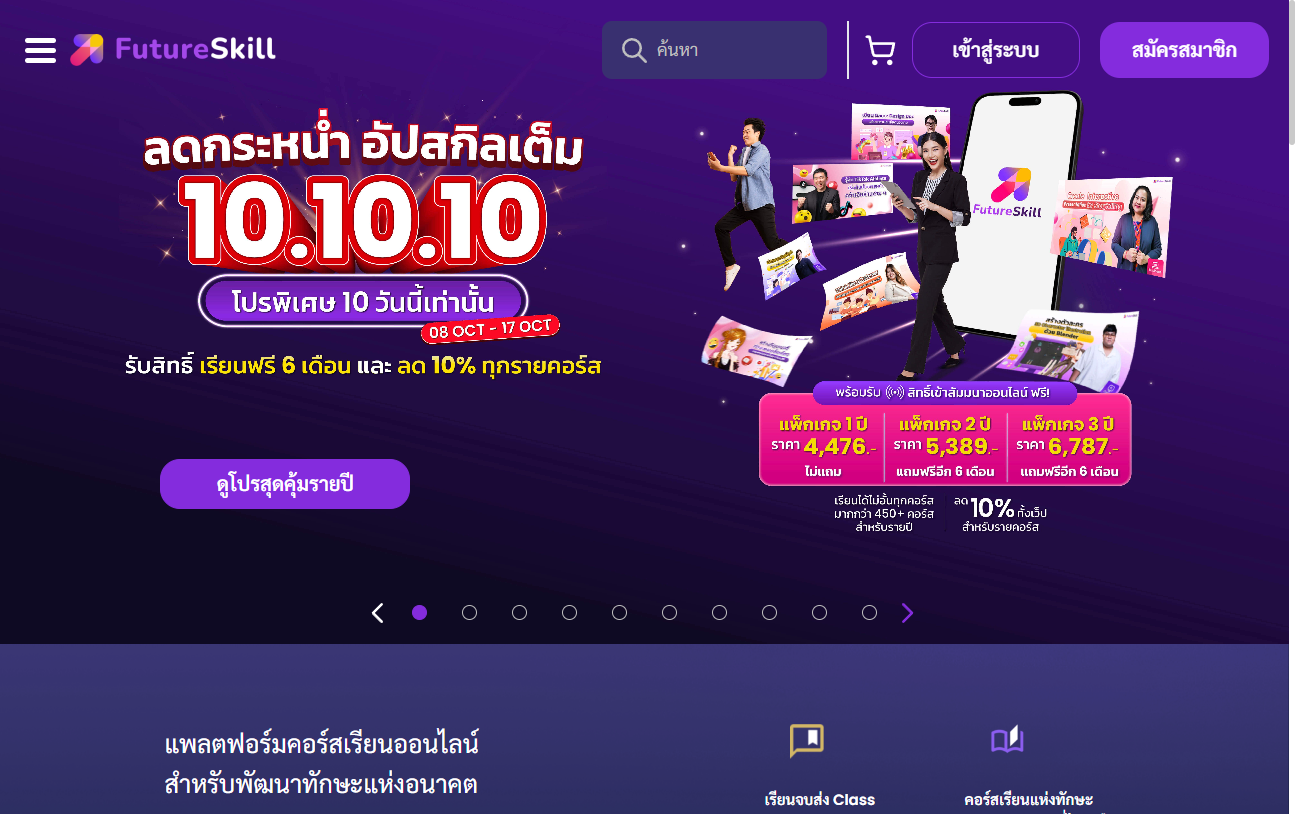 FutureSkill
ค้นหา
เข้าสู่ระบบ
สมัครสมาชิก
ลดกระหน่ำ อัปสกิลเต็ม
10.10.10
โปรพิเศษ 10 วันนี้เท่านั้น
08 OCT - 17 OCT
รับสิทธิ์ เรียนฟรี 6 เดือน และ ลด 10% ทุกรายคอร์ส
ดูโปรสุดคุ้มรายปี
FutureSkill
สร้างตัวละคร
ด้วย Blender
พร้อมรับ สิทธิ์เข้าสัมมนาออนไลน์ ฟรี!
แพ็กเกจ 1 ปี
ราคา 4,476.-
ไม่แถม
แพ็กเกจ 2 ปี
ราคา 5,389.-
แถมฟรีอีก 6 เดือน
แพ็กเกจ 3 ปี
ราคา 6,787.-
แถมฟรีอีก 6 เดือน
เรียนได้ไม่อั้นทุกคอร์ส
มากกว่า 450+ คอร์ส
สำหรับรายปี
ลด 10% ทั้งเว็ป
สำหรับรายคอร์ส
แพลตฟอร์มคอร์สเรียนออนไลน์
สำหรับพัฒนาทักษะแห่งอนาคต
เรียนจบส่ง Class
คอร์สเรียนแห่งทักษะ